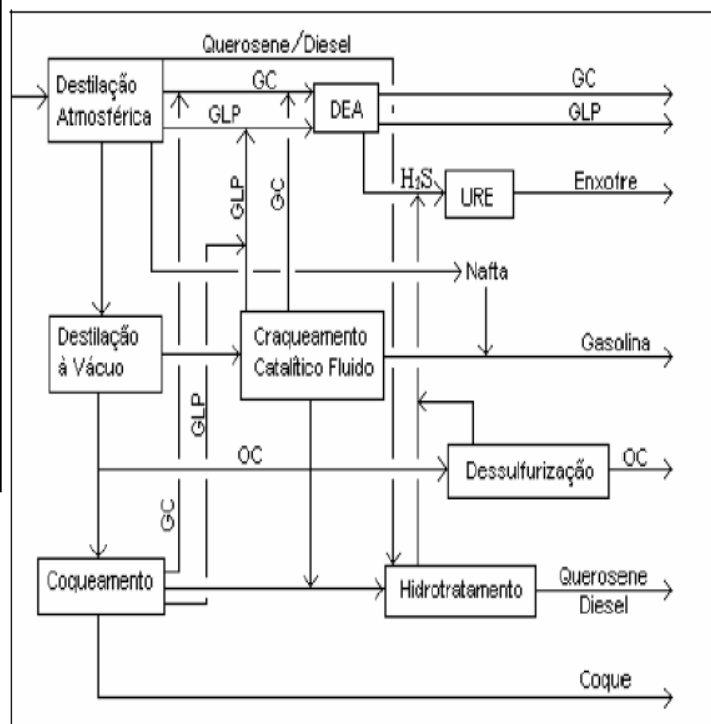 Querosene/Diesel
Destilação
Atmosférica
GC
GLP
DEA
GC
GLP
H₂S
URE
Enxofre
GLP
GC
Nafta
Destilação
à Vácuo
Craqueamento
Catalítico Fluido
Gasolina
GLP
OC
Dessulfurização
OC
GC
Coqueamento
Hidrotratamento
Querosene
Diesel
Coque